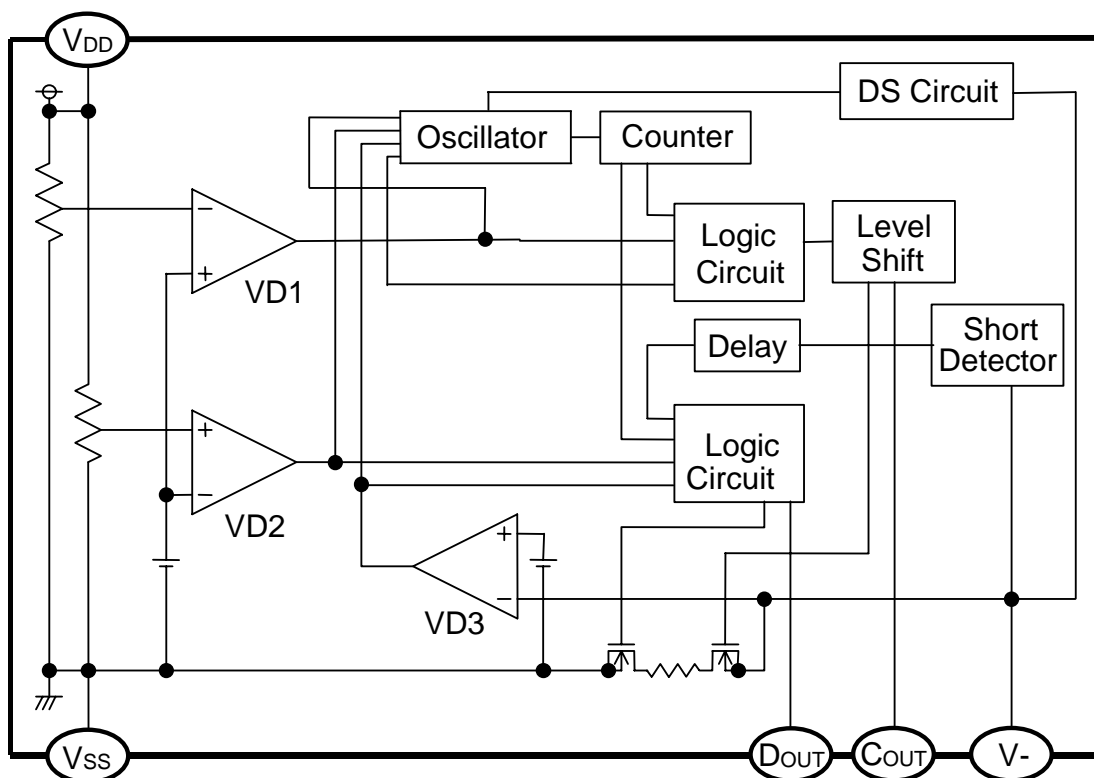 VDD
DS Circuit
Oscillator
Counter
Logic
Circuit
Level
Shift
−
+
VD1
Delay
Short
Detector
+
−
VD2
Logic
Circuit
+
−
VD3
VSS
DOUT
COUT
V-